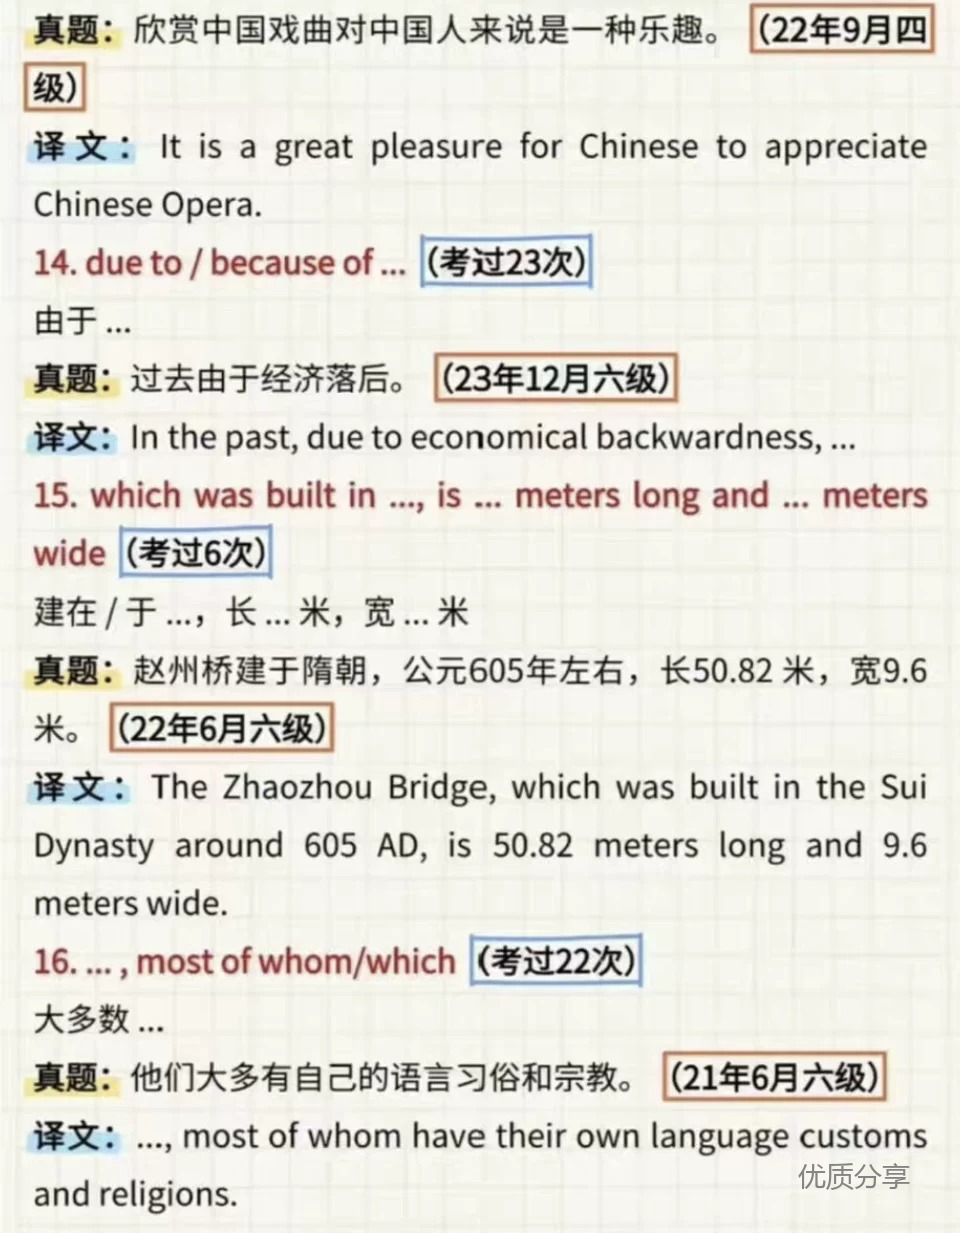 真题：欣赏中国戏曲对中国人来说是一种乐趣。（22年9月四
级）
译文：It is a great pleasure for Chinese to appreciate
Chinese Opera.
14. due to / because of ...（考过23次）
由于 ...
真题：过去由于经济落后。（23年12月六级）
译文：In the past, due to economical backwardness, ...
15. which was built in ..., is ... meters long and ... meters
wide（考过6次）
建在 / 于 ...，长 ... 米，宽 ... 米
真题：赵州桥建于隋朝，公元605年左右，长50.82 米，宽9.6
米。（22年6月六级）
译文：The Zhaozhou Bridge, which was built in the Sui
Dynasty around 605 AD, is 50.82 meters long and 9.6
meters wide.
16. ... , most of whom/which（考过22次）
大多数 ...
真题：他们大多有自己的语言习俗和宗教。（21年6月六级）
译文：..., most of whom have their own language customs
and religions.
优质分享